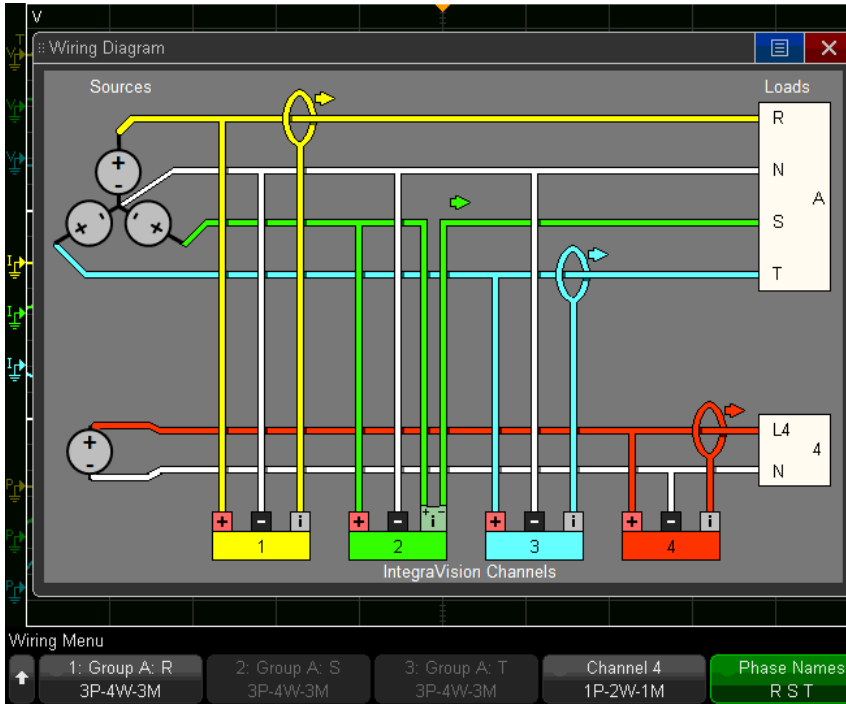 V
Wiring Diagram
Sources
Loads
R
N
A
S
T
L4
4
N
+
-
+
-
+
-
+
-
+ - i
+ - + i -
+ - i
+ - i
1
2
3
4
IntegraVision Channels
T
V
V
V
I
I
I
P
P
P
Wiring Menu
1: Group A: R
2: Group A: S
3: Group A: T
Channel 4
Phase Names
3P-4W-3M
3P-4W-3M
3P-4W-3M
1P-2W-1M
R S T